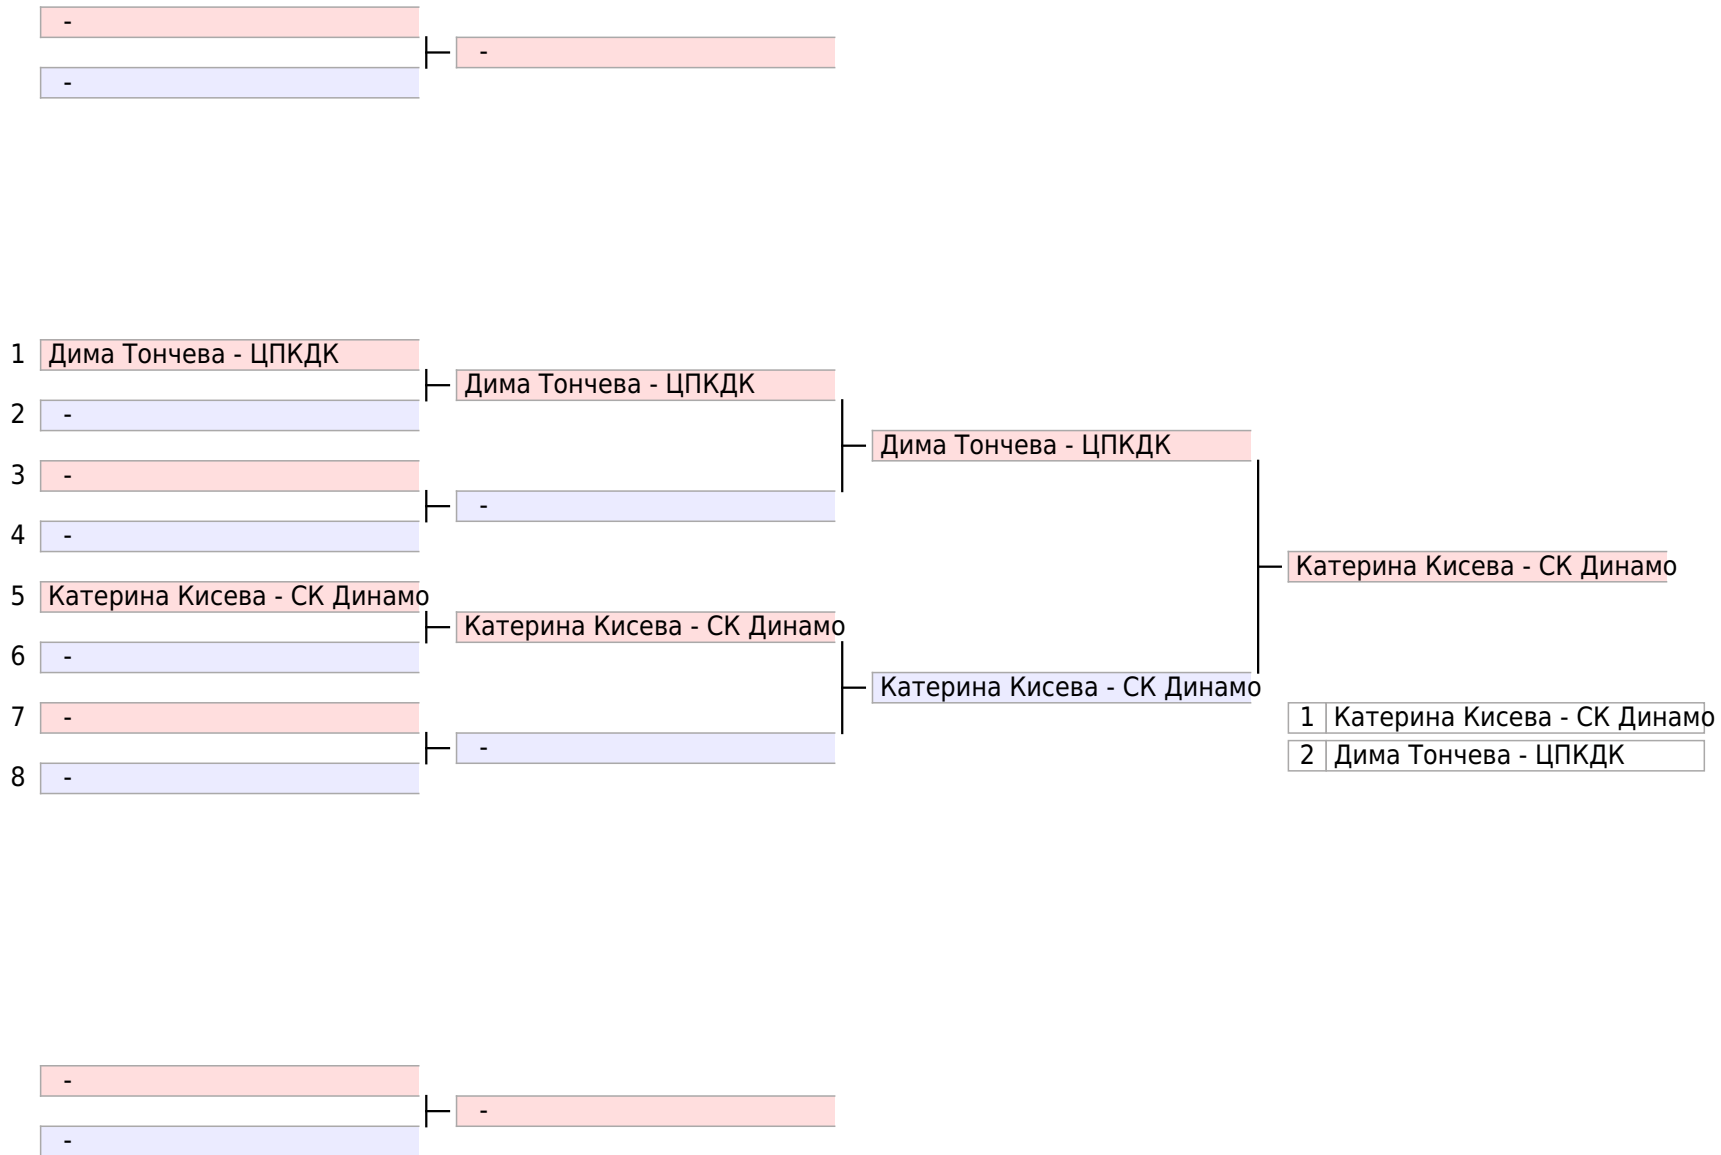 -
-
-
1 Дима Тончева - ЦПКДК
Дима Тончева - ЦПКДК
2 -
Дима Тончева - ЦПКДК
3 -
-
4 -
Катерина Кисева - СК Динамо
5 Катерина Кисева - СК Динамо
Катерина Кисева - СК Динамо
6 -
Катерина Кисева - СК Динамо
7 -
1 Катерина Кисева - СК Динамо
-
2 Дима Тончева - ЦПКДК
8 -
-
-
-